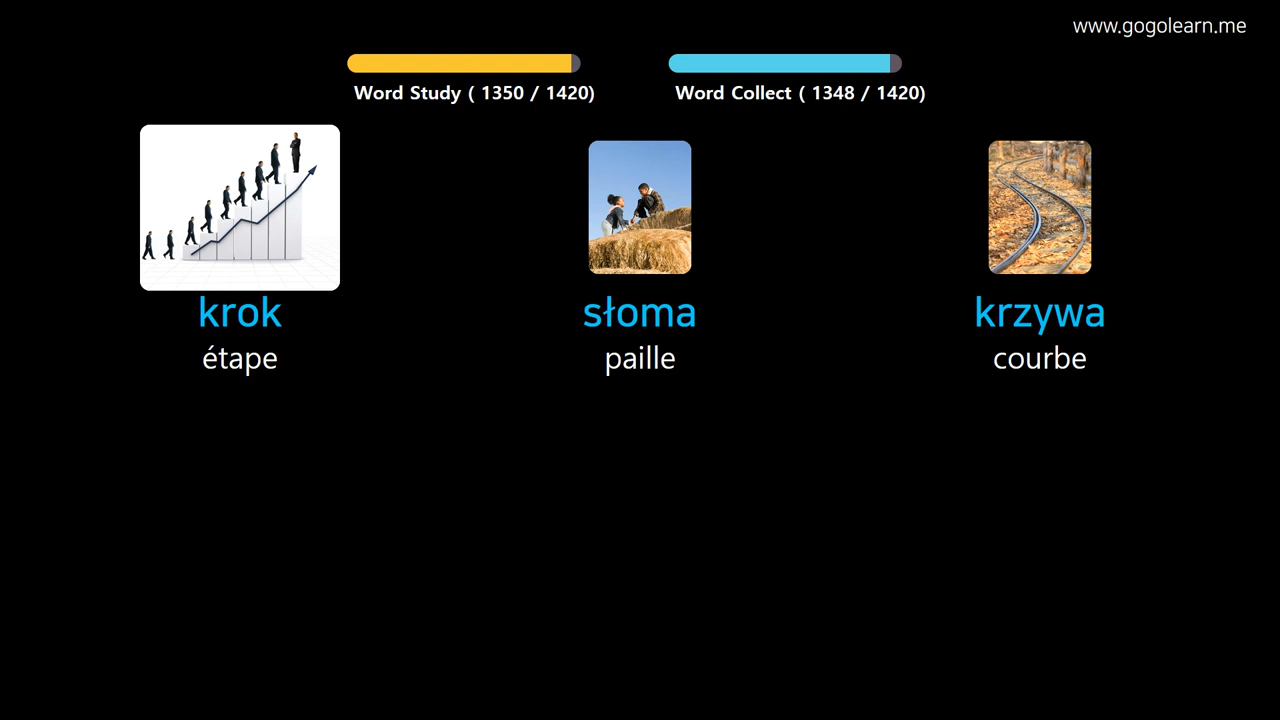 www.gogolearn.me
Word Study ( 1350 / 1420)
Word Collect ( 1348 / 1420)
krok
étape
słoma
paille
krzywa
courbe